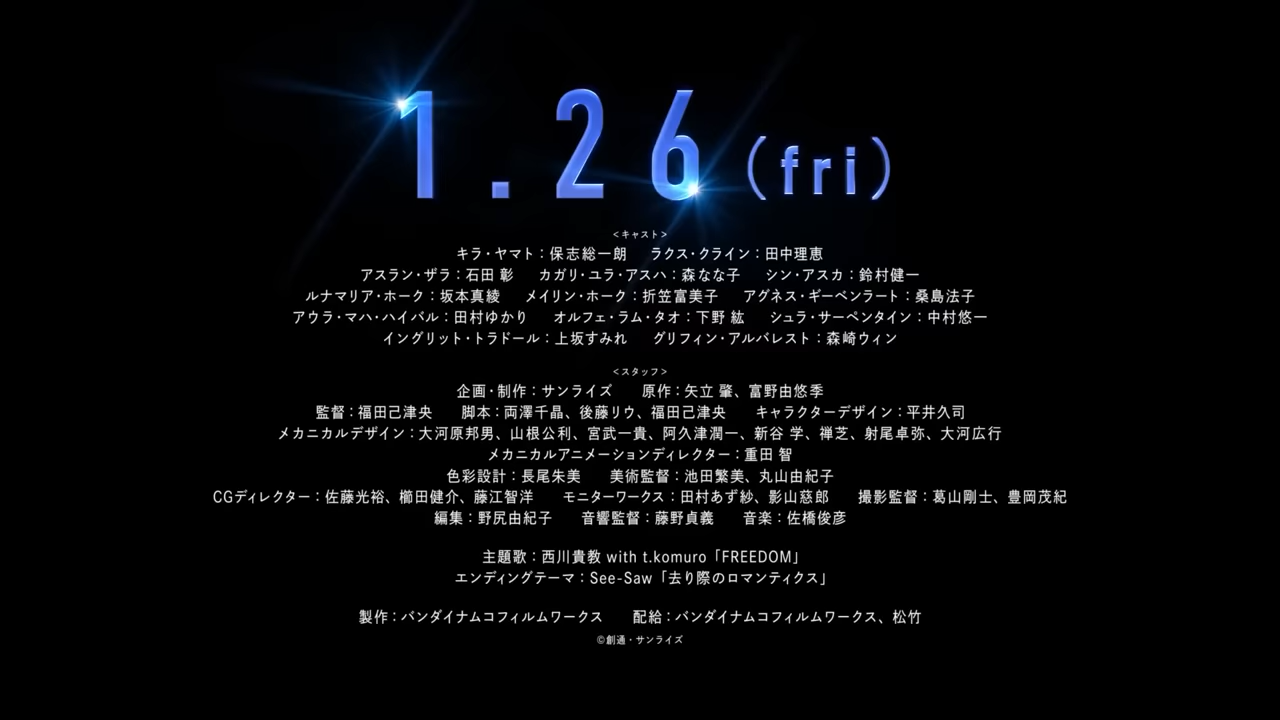 1.26(fri)
<キャスト>
キラ・ヤマト：保志総一朗　ラクス・クライン：田中理恵
アスラン・ザラ：石田 彰　カガリ・ユラ・アスハ：森なな子　シン・アスカ：鈴村健一
ルナマリア・ホーク：坂本真綾　メイリン・ホーク：折笠富美子　アグネス・ギーベンラート：桑島法子
アウラ・マハ・ハイバル：田村ゆかり　オルフェ・ラム・タオ：下野 紘　シュラ・サーペンタイン：中村悠一
イングリット・トラドール：上坂すみれ　グリフィン・アルバレスト：森崎ウィン
<スタッフ>
企画・制作：サンライズ　原作：矢立 肇、富野由悠季
監督：福田己津央　脚本：両澤千晶、後藤リウ、福田己津央　キャラクターデザイン：平井久司
メカニカルデザイン：大河原邦男、山根公利、宮武一貴、阿久津潤一、新谷 学、禅芝、射尾卓弥、大河広行
メカニカルアニメーションディレクター：重田 智
色彩設計：長尾朱美　美術監督：池田繁美、丸山由紀子
CGディレクター：佐藤光裕、櫛田健介、藤江智洋　モニターワークス：田村あず紗、影山慈郎　撮影監督：葛山剛士、豊岡茂紀
編集：野尻由紀子　音響監督：藤野貞義　音楽：佐橋俊彦
主題歌：西川貴教 with t.komuro「FREEDOM」
エンディングテーマ：See-Saw「去り際のロマンティクス」
製作：バンダイナムコフィルムワークス　配給：バンダイナムコフィルムワークス、松竹
©創通・サンライズ